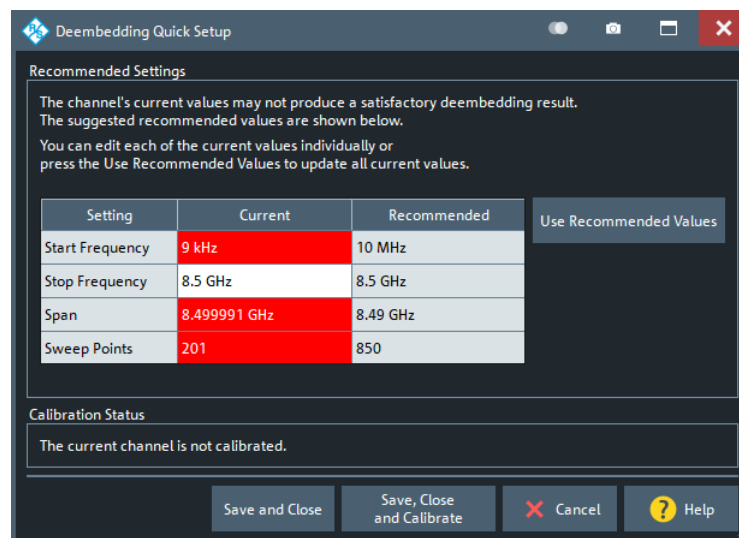 Deembedding Quick Setup
Recommended Settings
The channel's current values may not produce a satisfactory deembedding result.
The suggested recommended values are shown below.
You can edit each of the current values individually or
press the Use Recommended Values to update all current values.
Setting Current Recommended
Use Recommended Values
Start Frequency 9 kHz 10 MHz
Stop Frequency 8.5 GHz 8.5 GHz
Span 8.499991 GHz 8.49 GHz
Sweep Points 201 850
Calibration Status
The current channel is not calibrated.
Save and Close
Save, Close
and Calibrate
Cancel
? Help